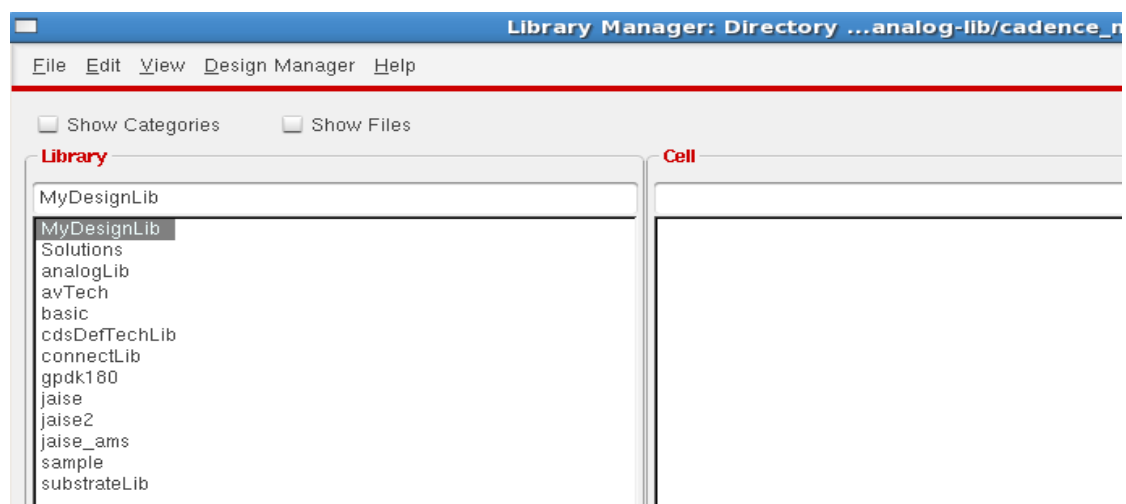 Library Manager: Directory ...analog-lib/cadence_
File Edit View Design Manager Help
Show Categories Show Files
Library Cell
MyDesignLib
MyDesignLib
Solutions
analogLib
avTech
basic
cdsDefTechLib
connectLib
gpdk180
jaise
jaise2
jaise_ams
sample
substrateLib